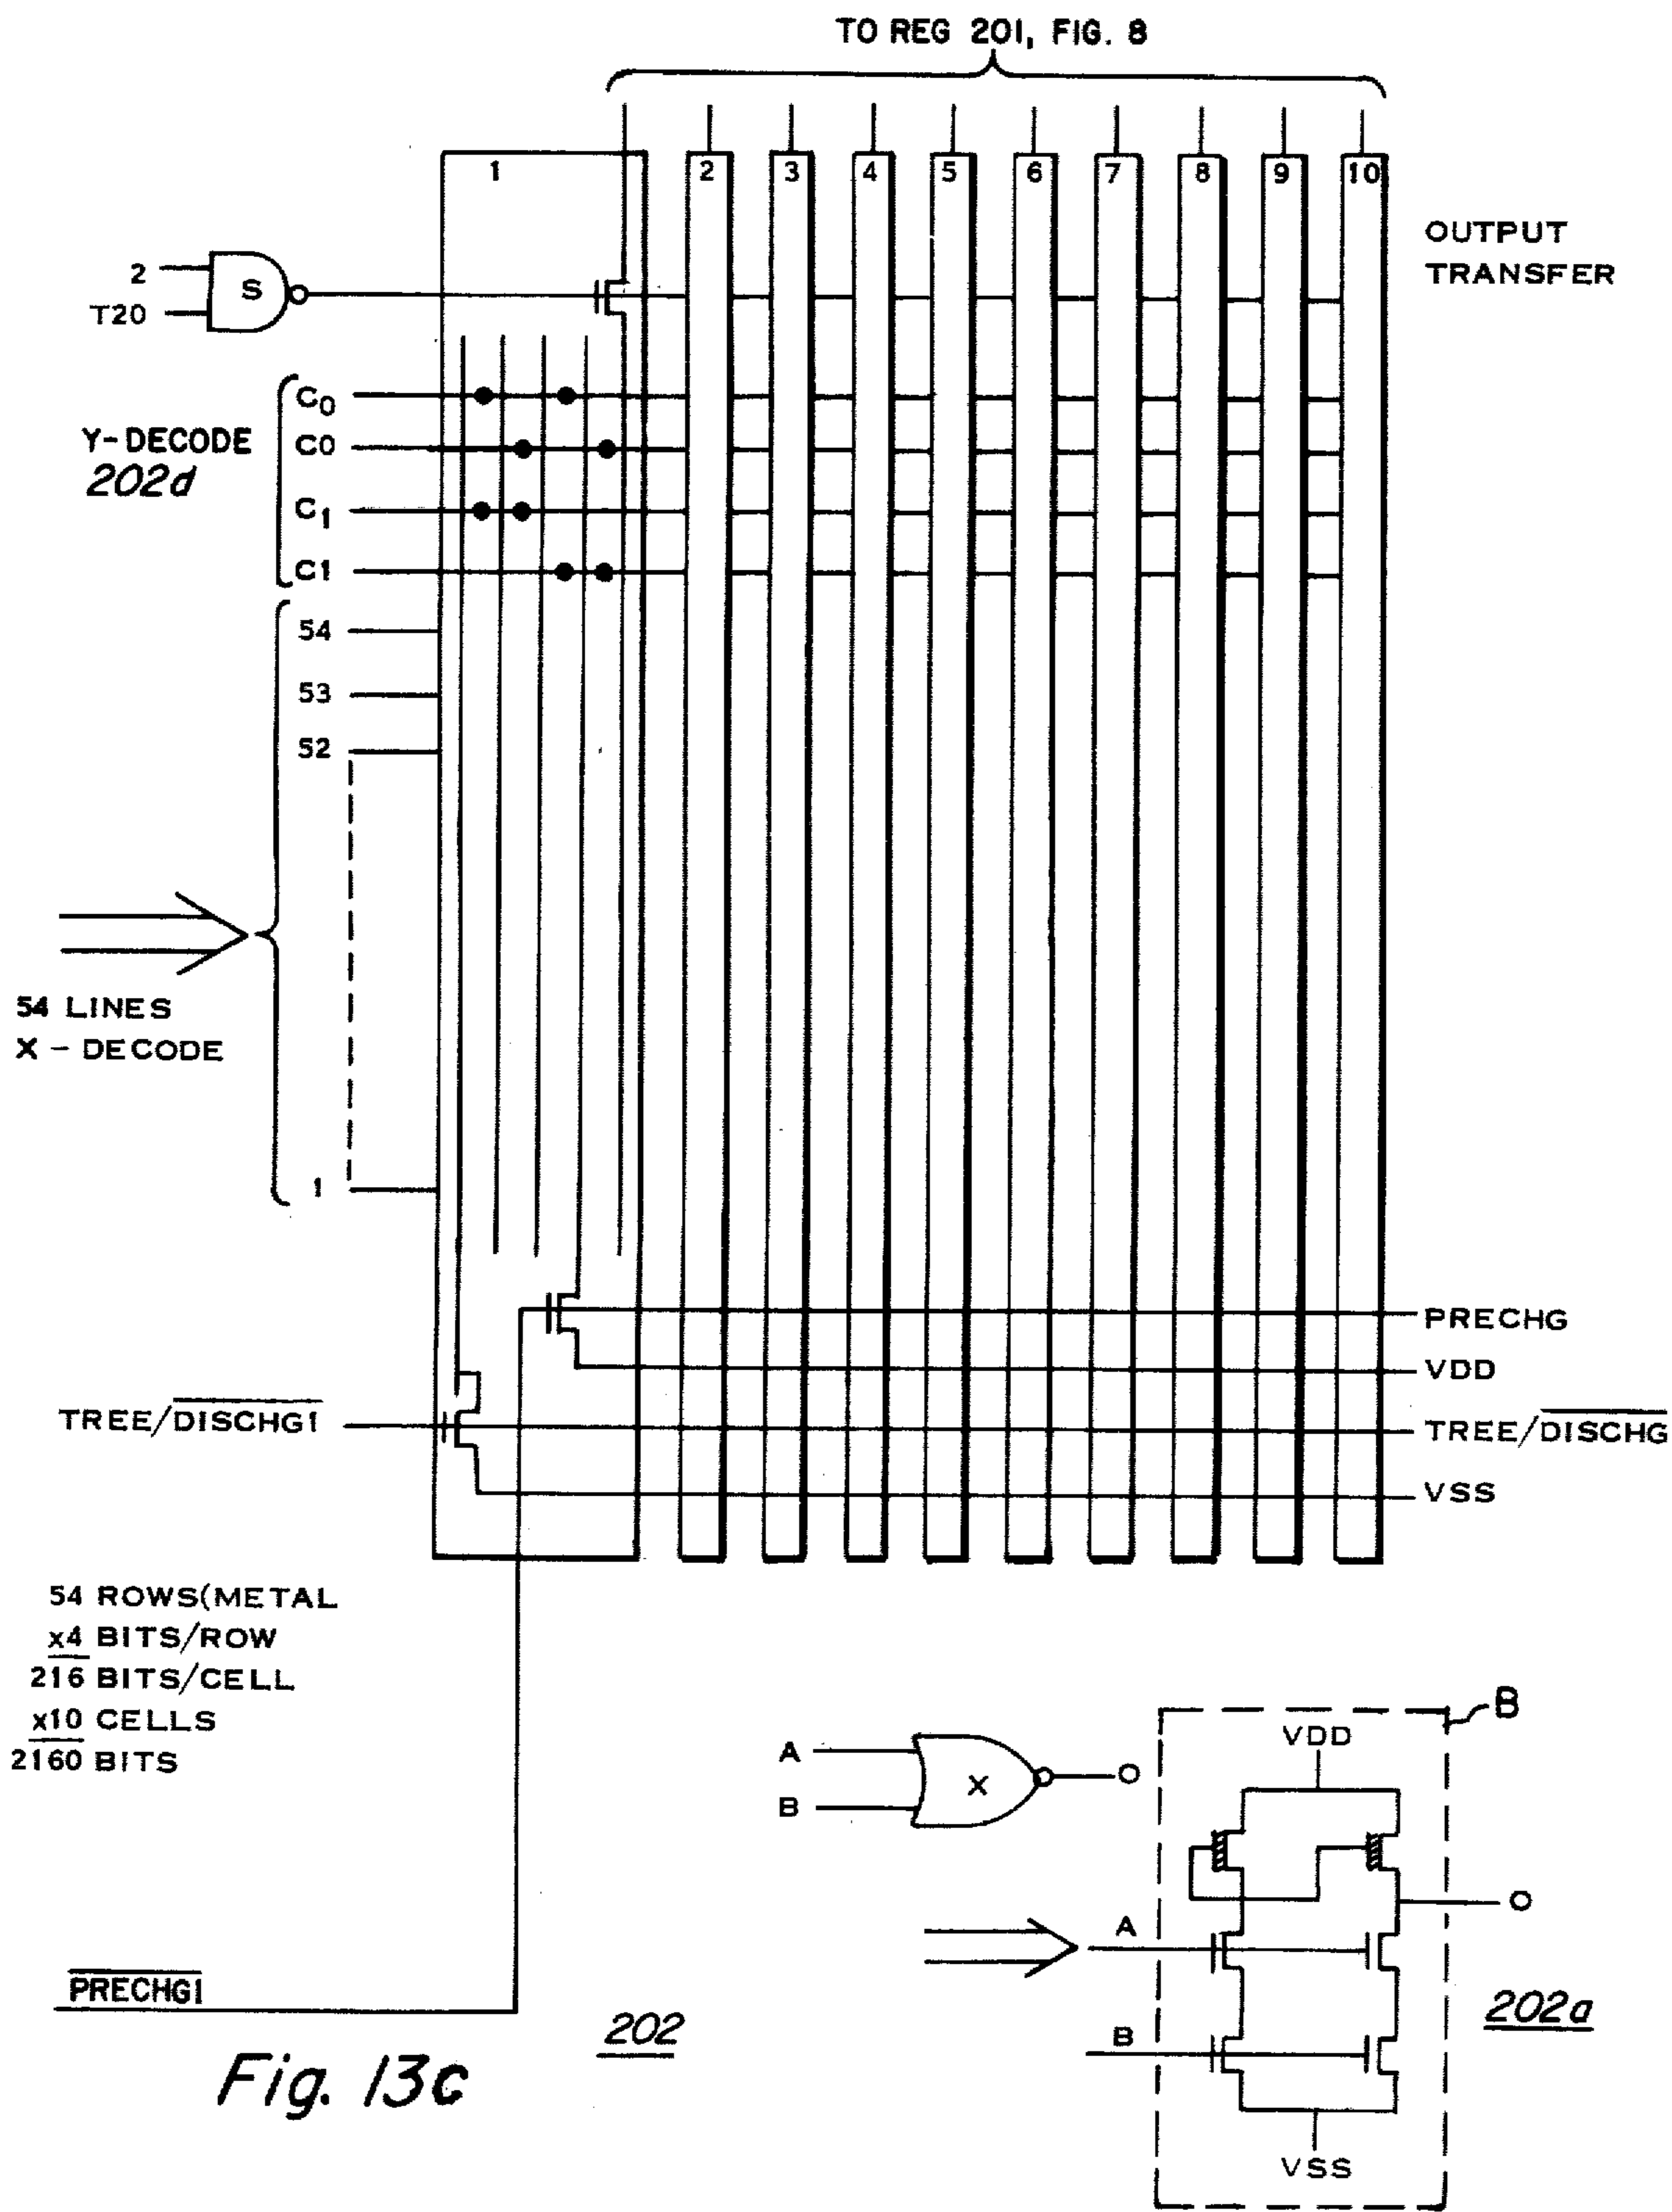 TO REG 201, FIG. 8
1 2 3 4 5 6 7 8 9 10
OUTPUT
TRANSFER
2
T20
S
Y-DECODE
202d
C0
C0
C1
C1
54
53
52
1
54 LINES
X - DECODE
PRECHG
VDD
TREE/DISCHG1
TREE/DISCHG
VSS
54 ROWS(METAL
x4 BITS/ROW
216 BITS/CELL
x10 CELLS
2160 BITS
A
B
X
O
B
VDD
O
A
B
VSS
202a
PRECHG1
202
Fig. 13c